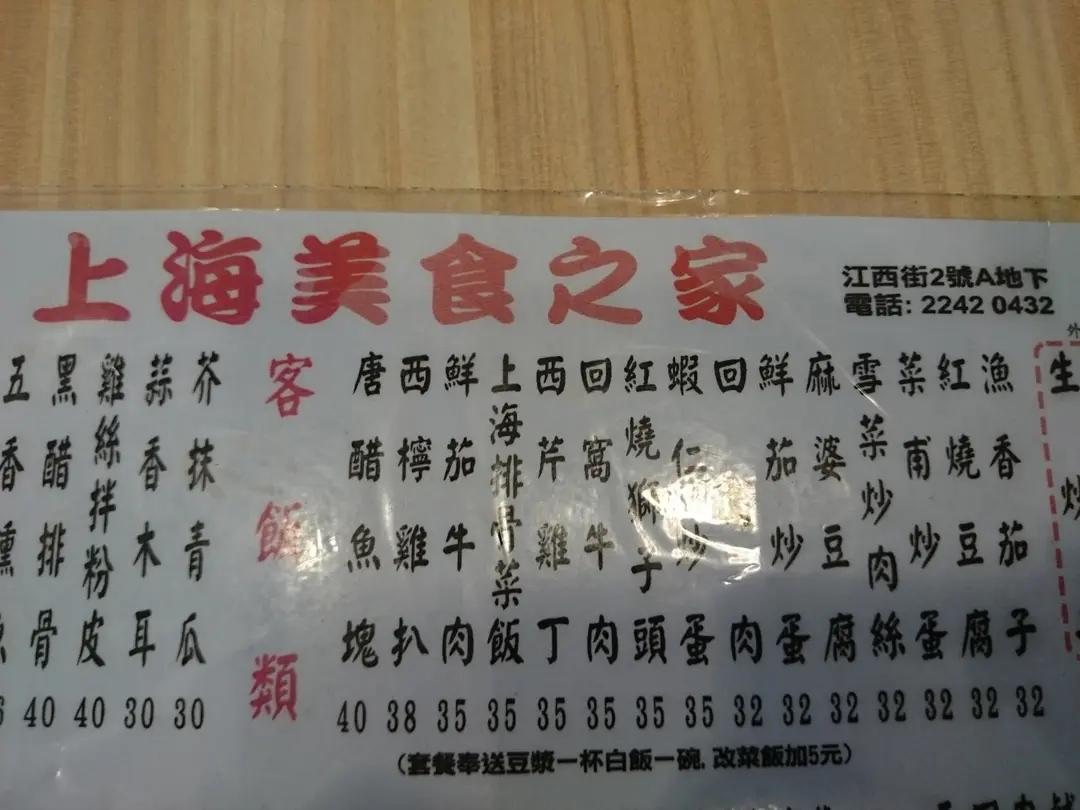 上海美食之家
江西街2號A地下
電話: 2242 0432
外
生炒
漁香茄子 32
紅燒豆腐 32
菜甫炒蛋 32
雪菜炒肉絲 32
麻婆豆腐 32
鮮茄炒蛋 32
回肉 32
蝦仁炒蛋 35
紅燒獅子頭 35
回窩牛肉 35
西芹雞丁 35
上海排骨菜飯 35
鮮茄牛肉 35
西檸雞扒 38
唐醋魚塊 40
客飯類
芥抹青瓜 30
蒜香木耳 30
雞絲拌粉皮 40
黑醋排骨 40
五香燻
(套餐奉送豆漿一杯白飯一碗, 改菜飯加5元)